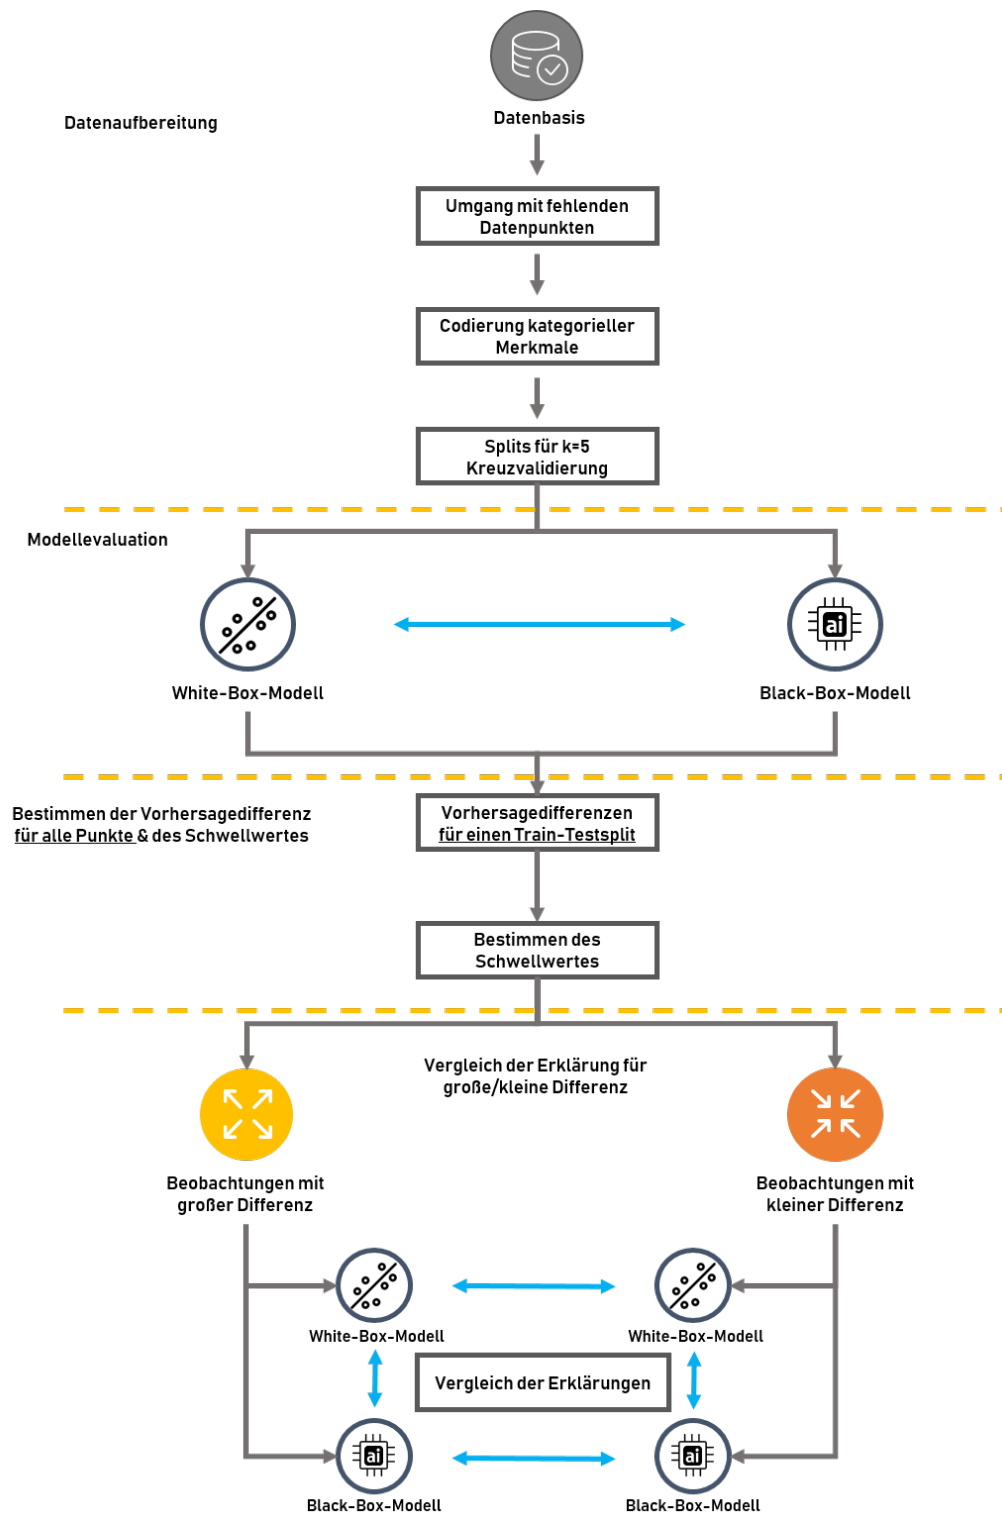 Datenbasis
Datenaufbereitung
Umgang mit fehlenden
Datenpunkten
Codierung kategorieller
Merkmale
Splits für k=5
Kreuzvalidierung
Modellevaluation
ai
White-Box-Modell
Black-Box-Modell
Bestimmen der Vorhersagedifferenz
für alle Punkte & des Schwellwertes
Vorhersagedifferenzen
für einen Train-Testsplit
Bestimmen des
Schwellwertes
Vergleich der Erklärung für
große/kleine Differenz
Beobachtungen mit
großer Differenz
Beobachtungen mit
kleiner Differenz
White-Box-Modell
White-Box-Modell
Vergleich der Erklärungen
ai
ai
Black-Box-Modell
Black-Box-Modell